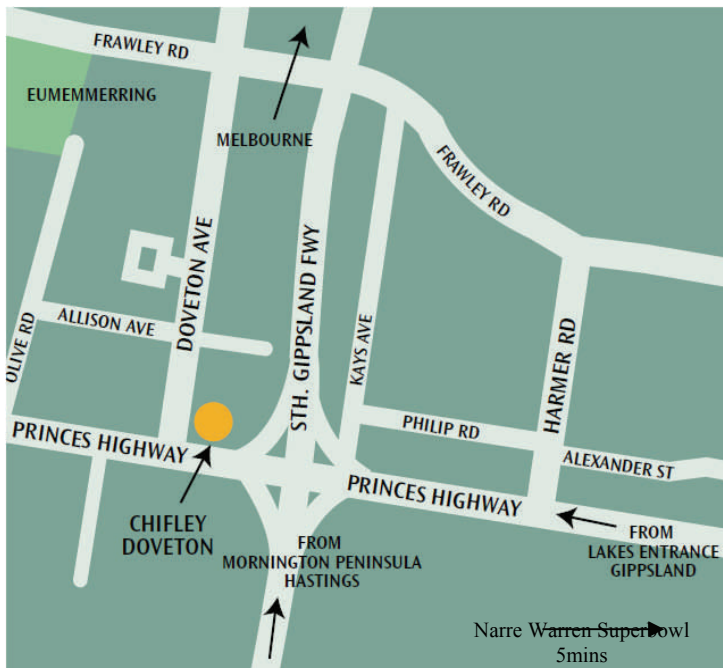 FRAWLEY RD
EUMEMMERRING
MELBOURNE
FRAWLEY RD
DOVETON AVE
STH. GIPPSLAND FWY
ALLISON AVE
OLIVE RD
KAYS AVE
HARMER RD
PHILIP RD
ALEXANDER ST
PRINCES HIGHWAY
PRINCES HIGHWAY
CHIFLEY
DOVETON
FROM
MORNINGTON PENINSULA
HASTINGS
FROM
LAKES ENTRANCE
GIPPSLAND
Narre Warren Superbowl
5mins